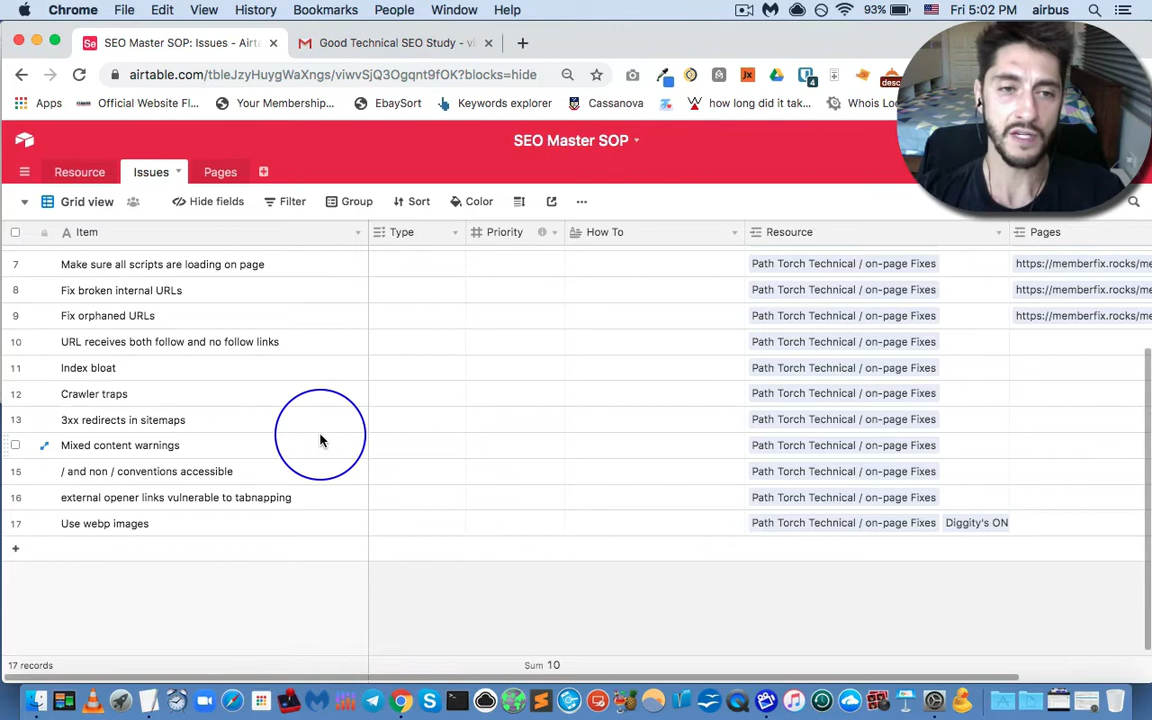 Chrome File Edit View History Bookmarks People Window Help 93% Fri 5:02 PM airbus
Se SEO Master SOP: Issues - Airta Good Technical SEO Study - vi
airtable.com/tbleJzyHuygWaXngs/viwvSjQ3Ogqnt9fOK?blocks=hide JX 4 desc
Apps Official Website Fl... Your Membership... EbaySort Keywords explorer Cassanova how long did it tak... Whois Loo
SEO Master SOP
Resource Issues Pages
Grid view Hide fields Filter Group Sort Color
Item Type Priority How To Resource Pages
7 Make sure all scripts are loading on page Path Torch Technical / on-page Fixes https://memberfix.rocks/me
8 Fix broken internal URLs Path Torch Technical / on-page Fixes https://memberfix.rocks/me
9 Fix orphaned URLs Path Torch Technical / on-page Fixes https://memberfix.rocks/me
10 URL receives both follow and no follow links Path Torch Technical / on-page Fixes
11 Index bloat Path Torch Technical / on-page Fixes
12 Crawler traps Path Torch Technical / on-page Fixes
13 3xx redirects in sitemaps Path Torch Technical / on-page Fixes
Mixed content warnings Path Torch Technical / on-page Fixes
15 / and non / conventions accessible Path Torch Technical / on-page Fixes
16 external opener links vulnerable to tabnapping Path Torch Technical / on-page Fixes
17 Use webp images Path Torch Technical / on-page Fixes Diggity's ON
17 records Sum 10